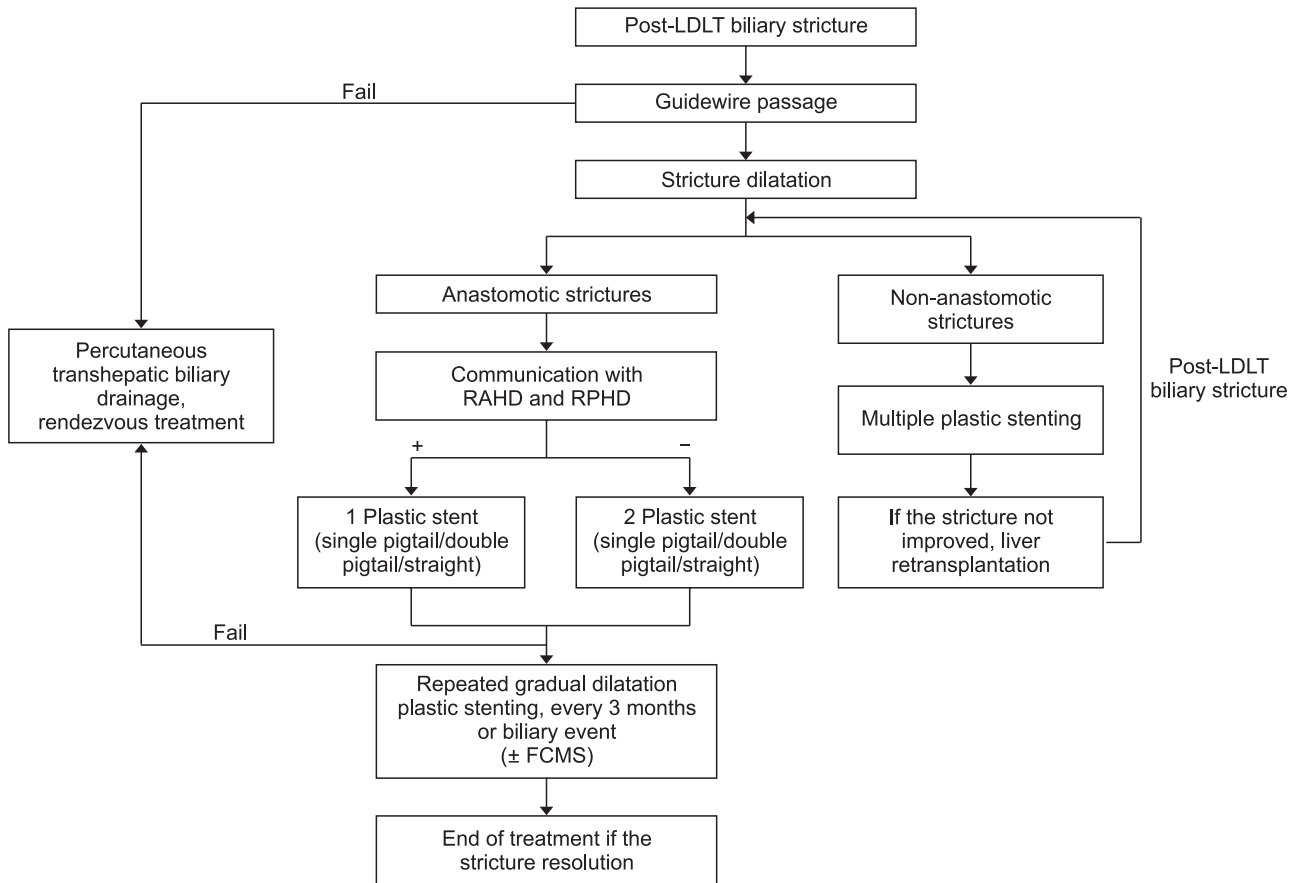 Post-LDLT biliary stricture
Fail
Guidewire passage
Stricture dilatation
Anastomotic strictures
Non-anastomotic
strictures
Percutaneous
transhepatic biliary
drainage,
rendezvous treatment
Communication with
RAHD and RPHD
Post-LDLT
biliary stricture
Multiple plastic stenting
+
−
1 Plastic stent
(single pigtail/double
pigtail/straight)
2 Plastic stent
(single pigtail/double
pigtail/straight)
If the stricture not
improved, liver
retransplantation
Fail
Repeated gradual dilatation
plastic stenting, every 3 months
or biliary event
(± FCMS)
End of treatment if the
stricture resolution